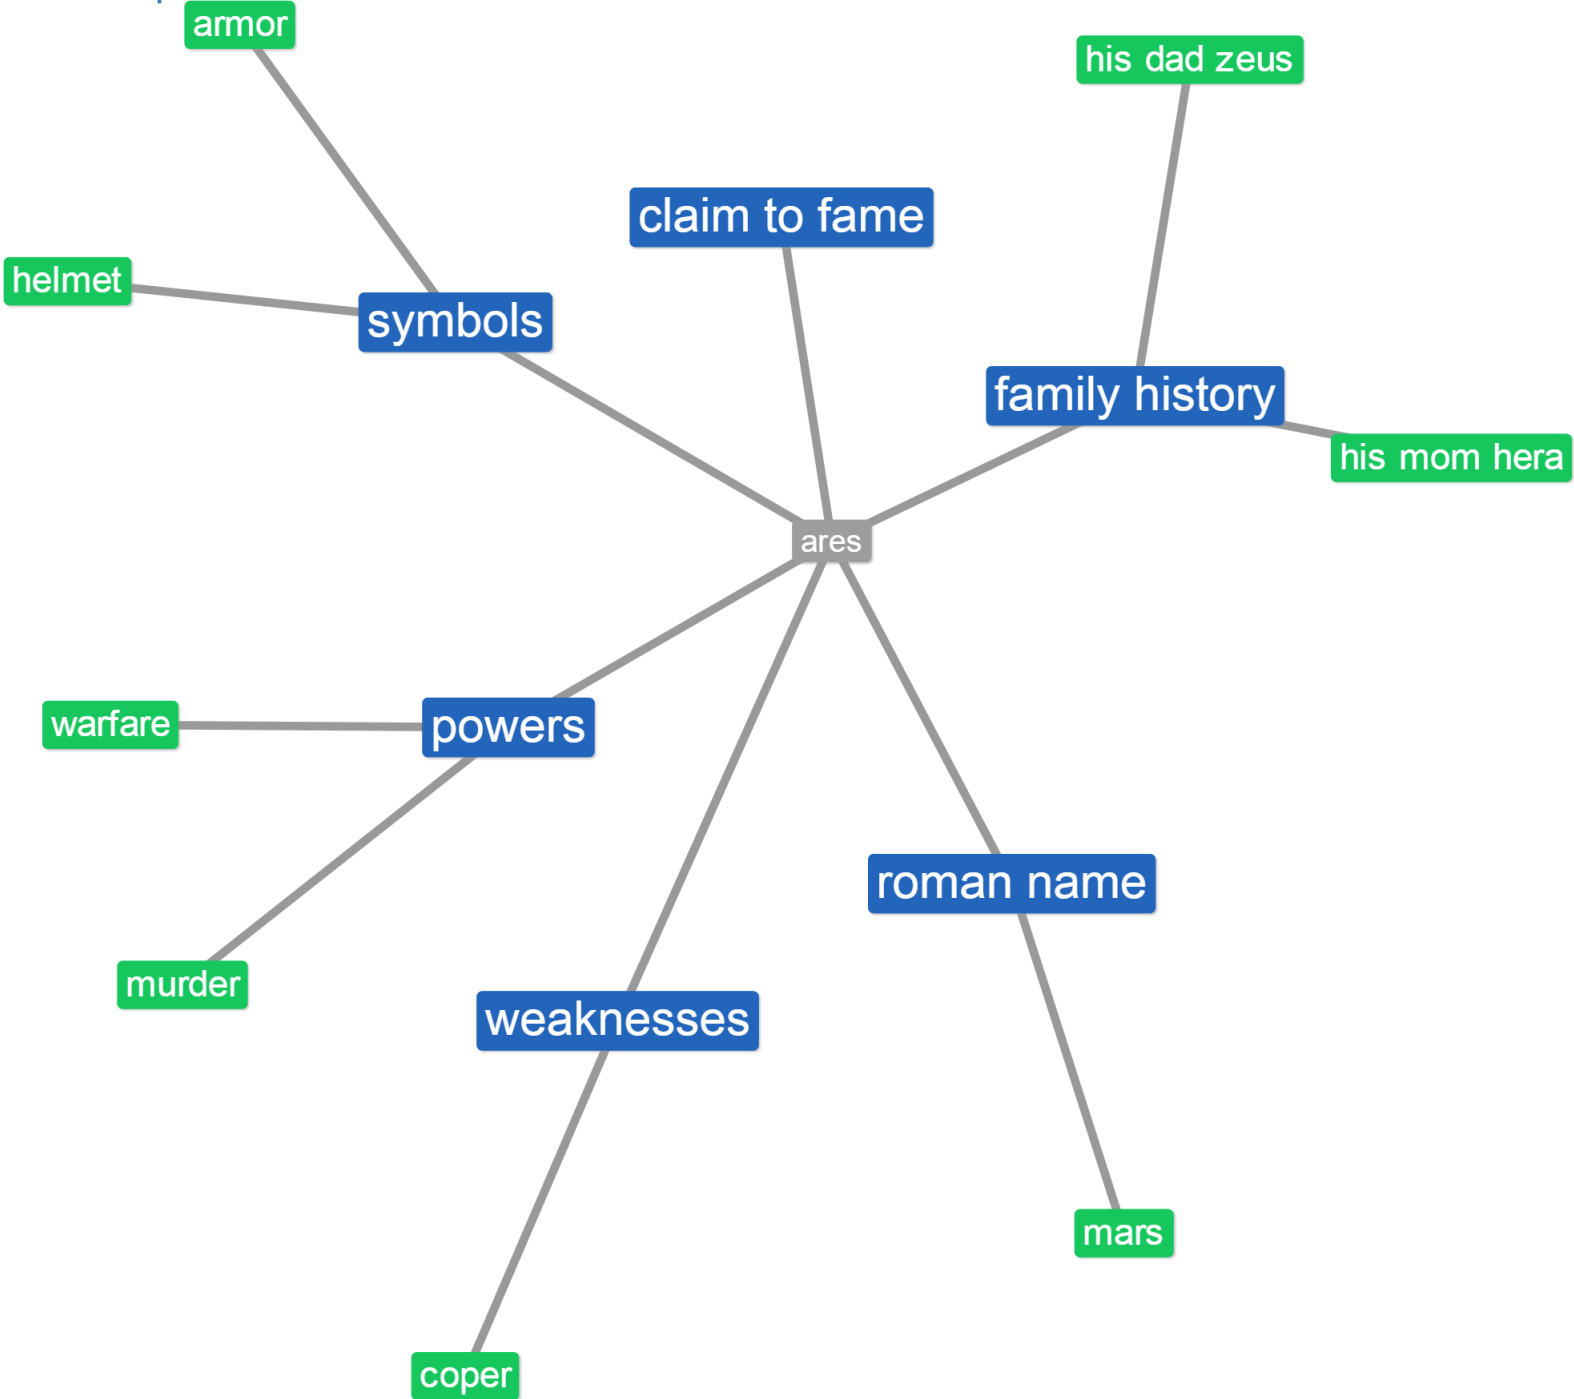 armor
his dad zeus
claim to fame
helmet
symbols
family history
his mom hera
ares
warfare
powers
roman name
murder
weaknesses
mars
coper